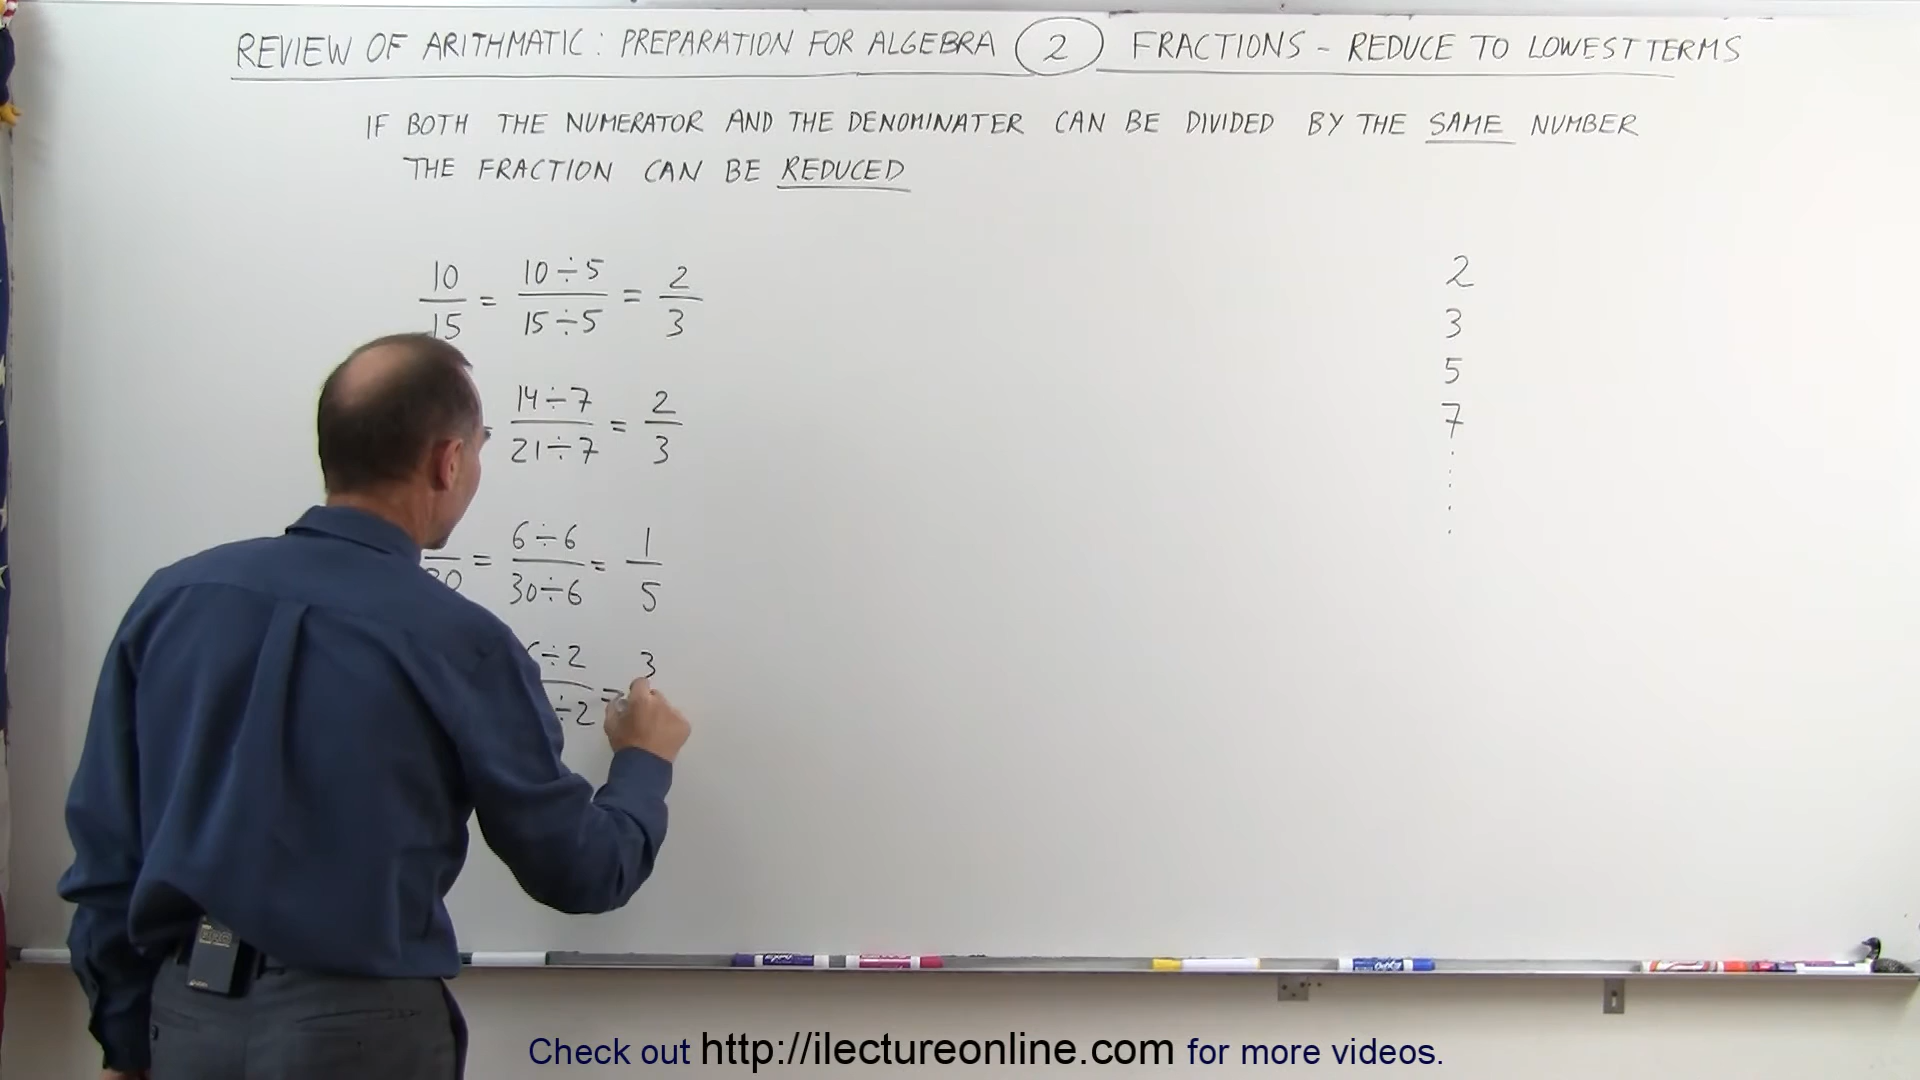 REVIEW OF ARITHMATIC: PREPARATION FOR ALGEBRA 2 FRACTIONS - REDUCE TO LOWEST TERMS
IF BOTH THE NUMERATOR AND THE DENOMINATER CAN BE DIVIDED BY THE SAME NUMBER
THE FRACTION CAN BE REDUCED
10/15 = 10÷5/15÷5 = 2/3
14÷7/21÷7 = 2/3
= 6÷6/30÷6 = 1/5
÷2/÷2 = 3
2
3
5
7
Check out http://ilectureonline.com for more videos.